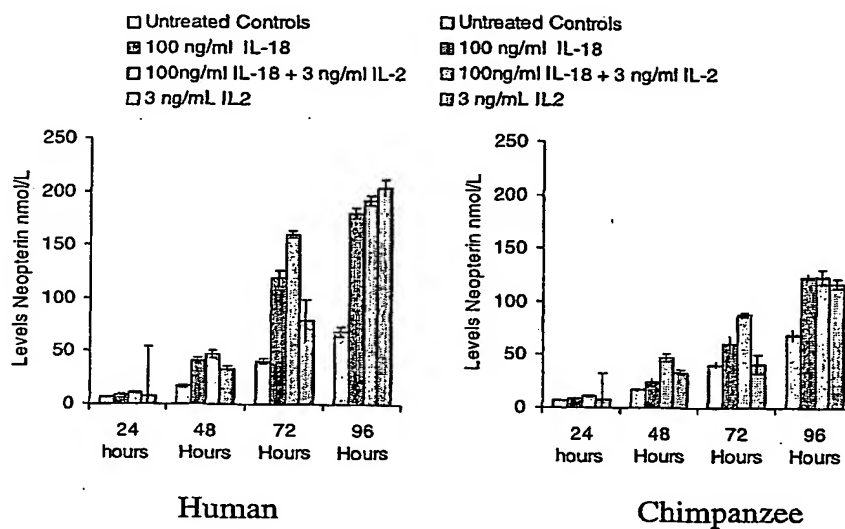 Untreated Controls
100 ng/ml IL-18
100ng/ml IL-18 + 3 ng/ml IL-2
3 ng/mL IL2
Untreated Controls
100 ng/ml IL-18
100ng/ml IL-18 + 3 ng/ml IL-2
3 ng/mL IL2
Levels Neopterin nmol/L
250
200
150
100
50
0
24 48 72 96
hours Hours Hours Hours
Human
Levels Neopterin nmol/L
250
200
150
100
50
0
24 48 72 96
hours Hours Hours Hours
Chimpanzee